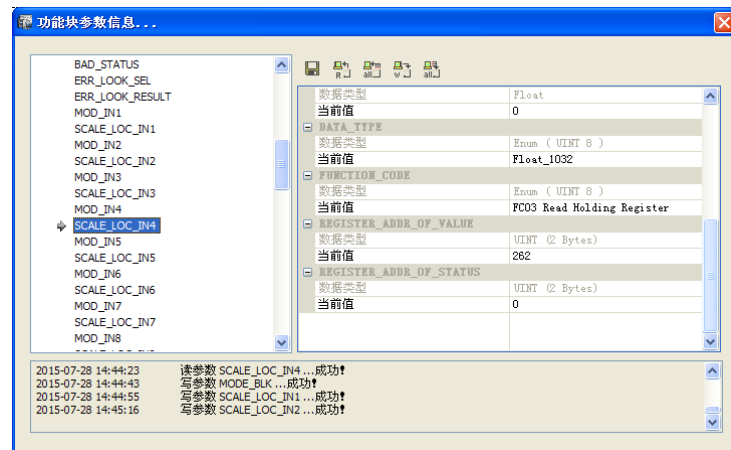 功能块参数信息...
BAD_STATUS
ERR_LOOK_SEL
ERR_LOOK_RESULT
MOD_IN1
SCALE_LOC_IN1
MOD_IN2
SCALE_LOC_IN2
MOD_IN3
SCALE_LOC_IN3
MOD_IN4
SCALE_LOC_IN4
MOD_IN5
SCALE_LOC_IN5
MOD_IN6
SCALE_LOC_IN6
MOD_IN7
SCALE_LOC_IN7
MOD_IN8
R all w all
数据类型 Float
当前值 0
DATA_TYPE
数据类型 Enum ( UINT 8 )
当前值 Float_1032
FUNCTION_CODE
数据类型 Enum ( UINT 8 )
当前值 FC03 Read Holding Register
REGISTER_ADDR_OF_VALUE
数据类型 UINT (2 Bytes)
当前值 262
REGISTER_ADDR_OF_STATUS
数据类型 UINT (2 Bytes)
当前值 0
2015-07-28 14:44:23 读参数 SCALE_LOC_IN4 ...成功!
2015-07-28 14:44:43 写参数 MODE_BLK ...成功!
2015-07-28 14:44:55 写参数 SCALE_LOC_IN1 ...成功!
2015-07-28 14:45:16 写参数 SCALE_LOC_IN2 ...成功!